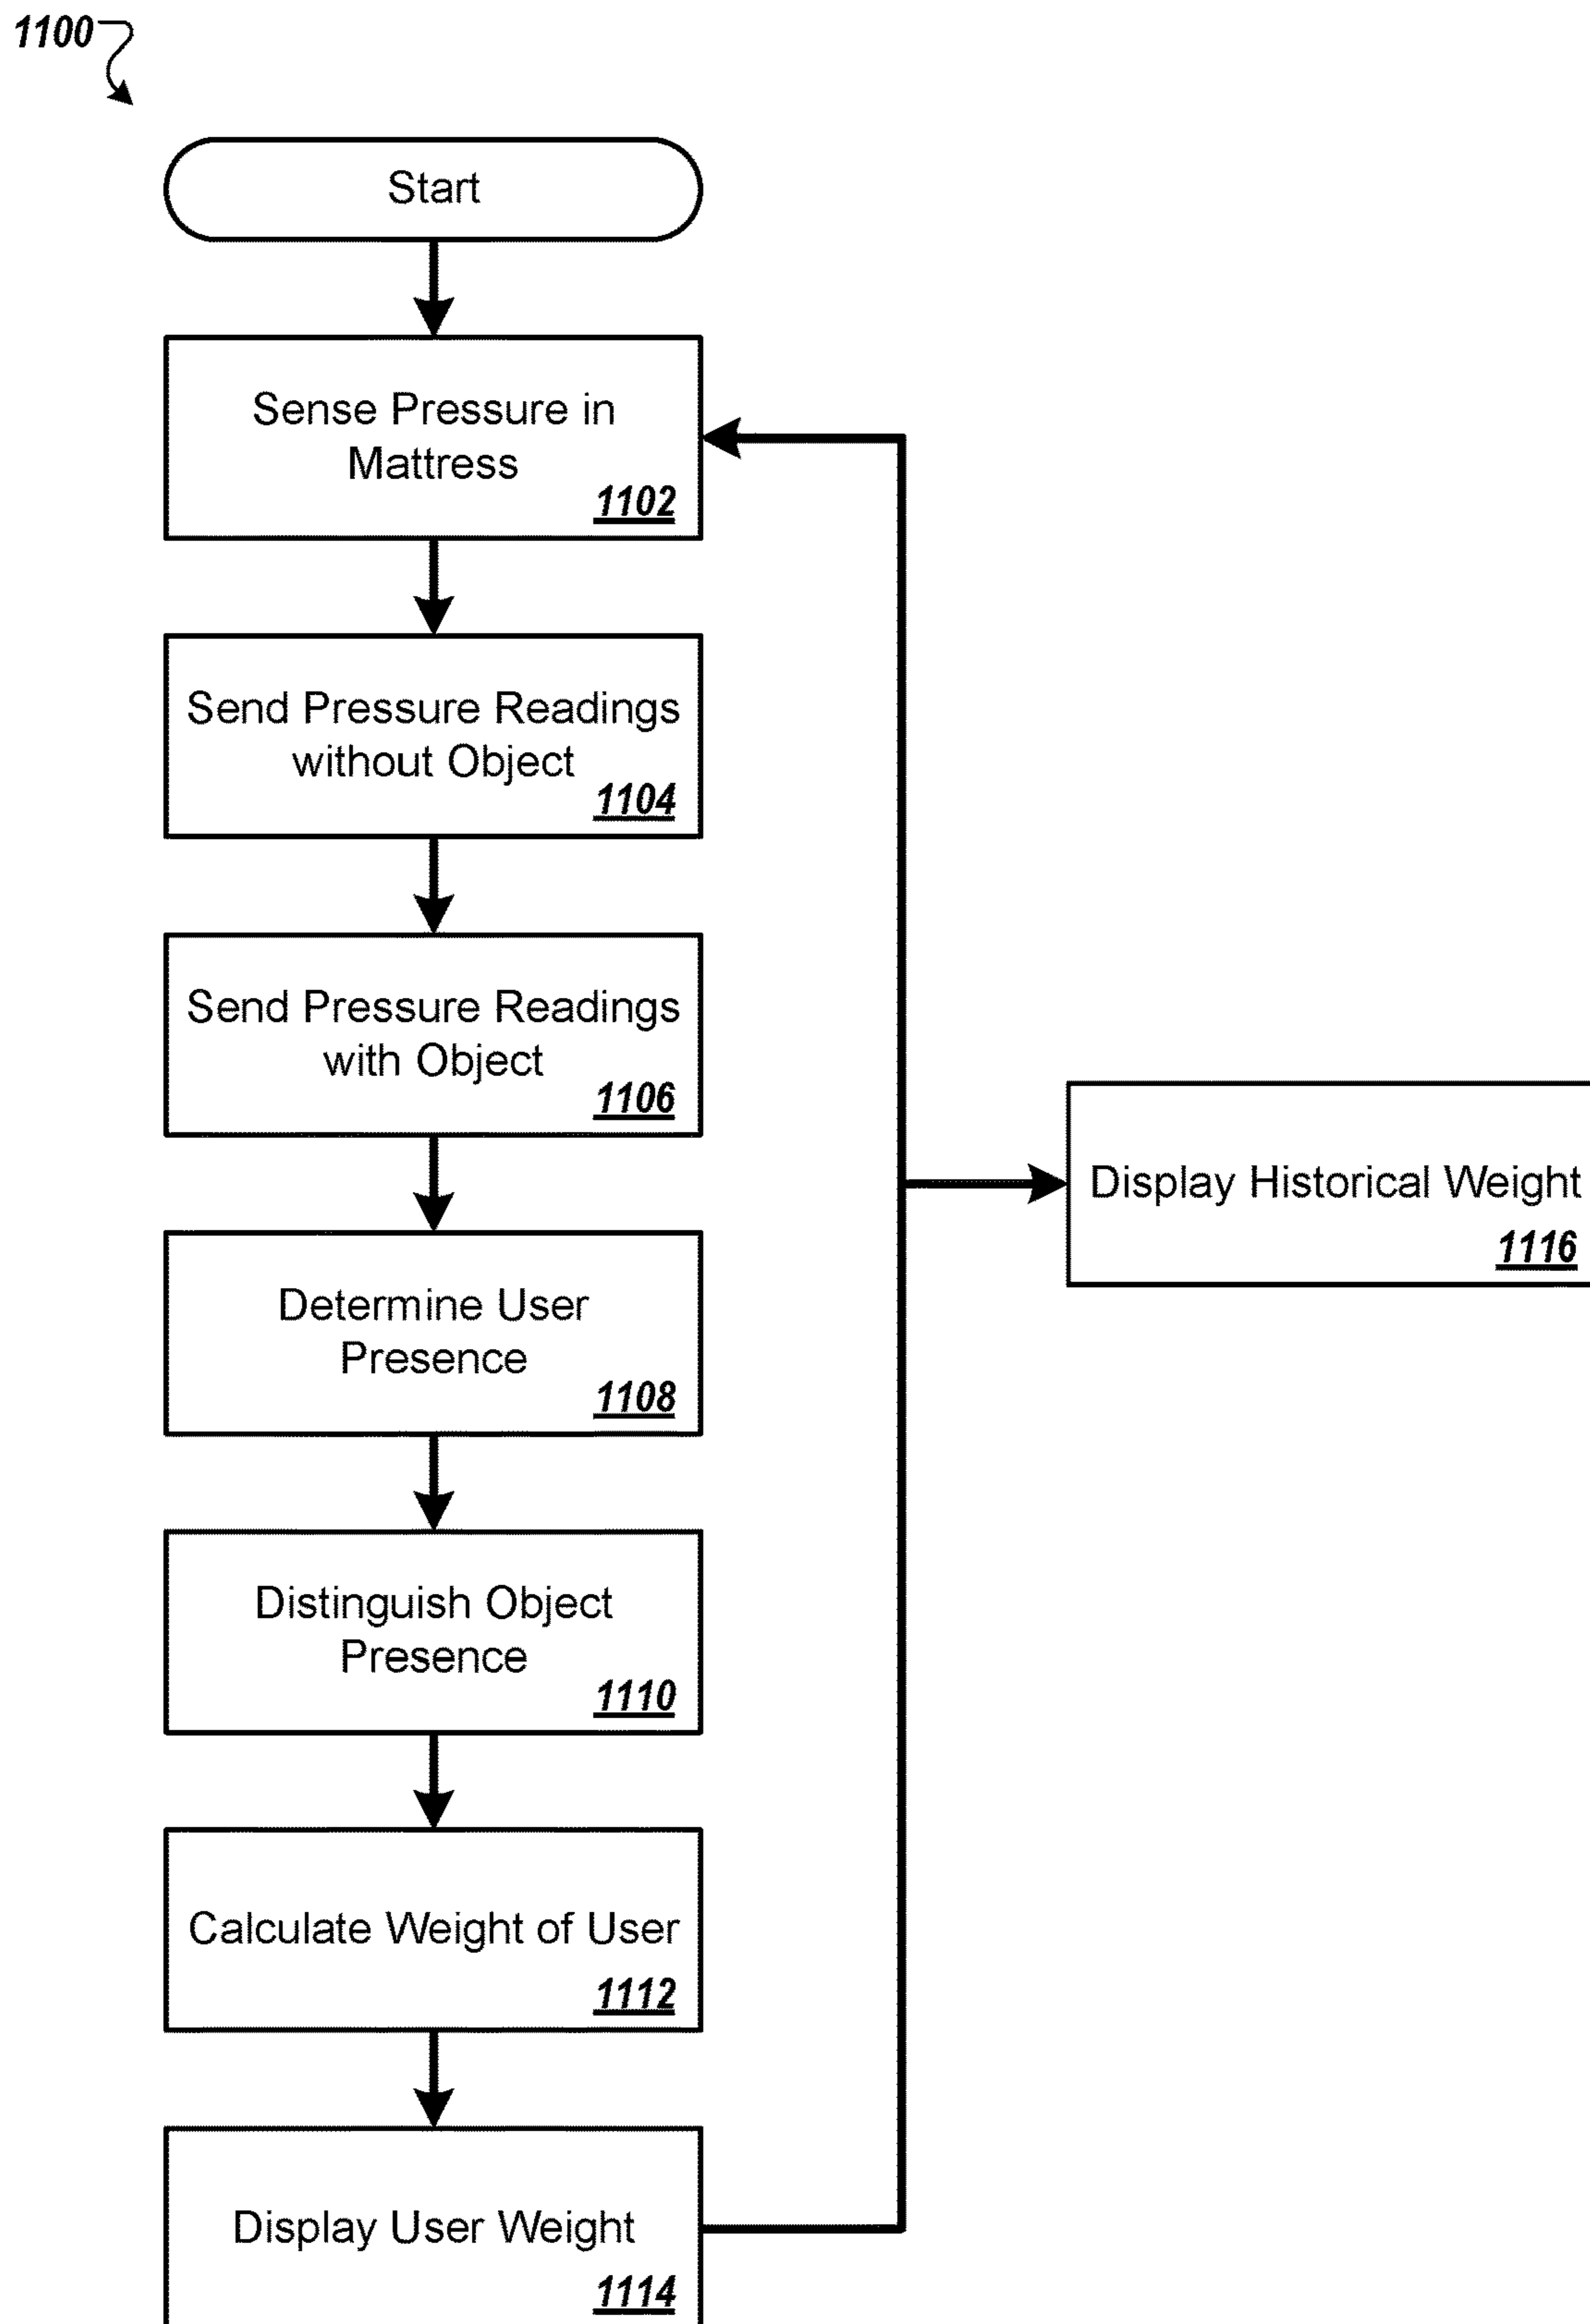 1100
Start
Sense Pressure in
Mattress
1102
Send Pressure Readings
without Object
1104
Send Pressure Readings
with Object
1106
Determine User
Presence
1108
Distinguish Object
Presence
1110
Calculate Weight of User
1112
Display User Weight
1114
Display Historical Weight
1116